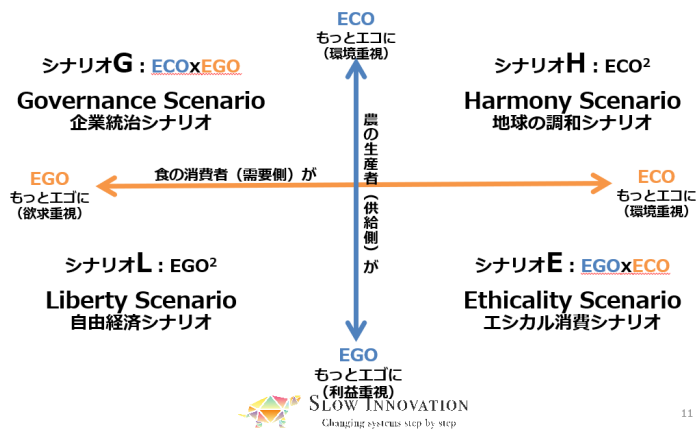 ECO
もっとエコに
（環境重視）
シナリオG：ECOxEGO
Governance Scenario
企業統治シナリオ
シナリオH：ECO²
Harmony Scenario
地球の調和シナリオ
農の生産者（供給側）が
食の消費者（需要側）が
EGO
もっとエゴに
（欲求重視）
ECO
もっとエコに
（環境重視）
シナリオL：EGO²
Liberty Scenario
自由経済シナリオ
シナリオE：EGOxECO
Ethicality Scenario
エシカル消費シナリオ
EGO
もっとエゴに
（利益重視）
SLOW INNOVATION
Changing systems step by step
11